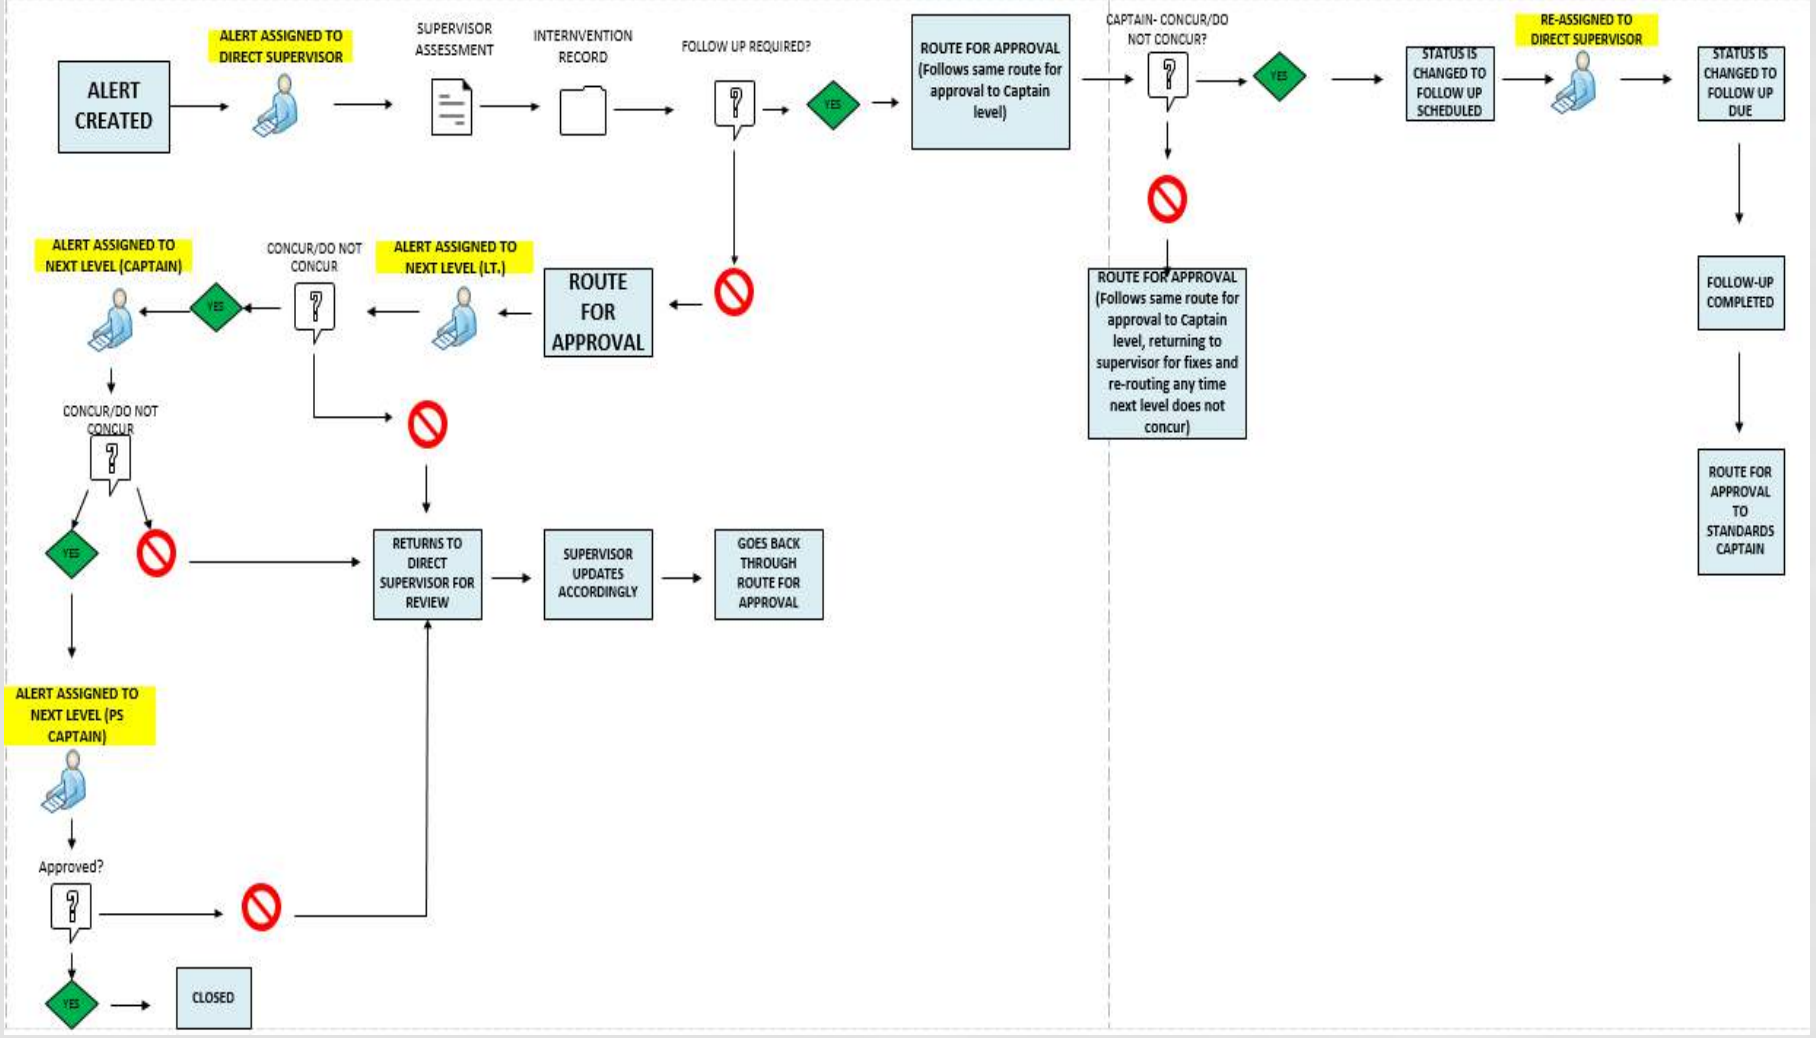 ALERT
CREATED
ALERT ASSIGNED TO
DIRECT SUPERVISOR
SUPERVISOR
ASSESSMENT
INTERNVENTION
RECORD
FOLLOW UP REQUIRED?
?
YES
ROUTE FOR APPROVAL
(Follows same route for
approval to Captain
level)
CAPTAIN- CONCUR/DO
NOT CONCUR?
?
YES
STATUS IS
CHANGED TO
FOLLOW UP
SCHEDULED
RE-ASSIGNED TO
DIRECT SUPERVISOR
STATUS IS
CHANGED TO
FOLLOW UP
DUE
ALERT ASSIGNED TO
NEXT LEVEL (CAPTAIN)
YES
CONCUR/DO NOT
CONCUR
?
ALERT ASSIGNED TO
NEXT LEVEL (LT.)
ROUTE
FOR
APPROVAL
ROUTE FOR APPROVAL
(Follows same route for
approval to Captain
level, returning to
supervisor for fixes and
re-routing any time
next level does not
concur)
FOLLOW-UP
COMPLETED
CONCUR/DO NOT
CONCUR
?
YES
RETURNS TO
DIRECT
SUPERVISOR FOR
REVIEW
SUPERVISOR
UPDATES
ACCORDINGLY
GOES BACK
THROUGH
ROUTE FOR
APPROVAL
ROUTE FOR
APPROVAL
TO
STANDARDS
CAPTAIN
ALERT ASSIGNED TO
NEXT LEVEL (PS
CAPTAIN)
Approved?
?
YES
CLOSED